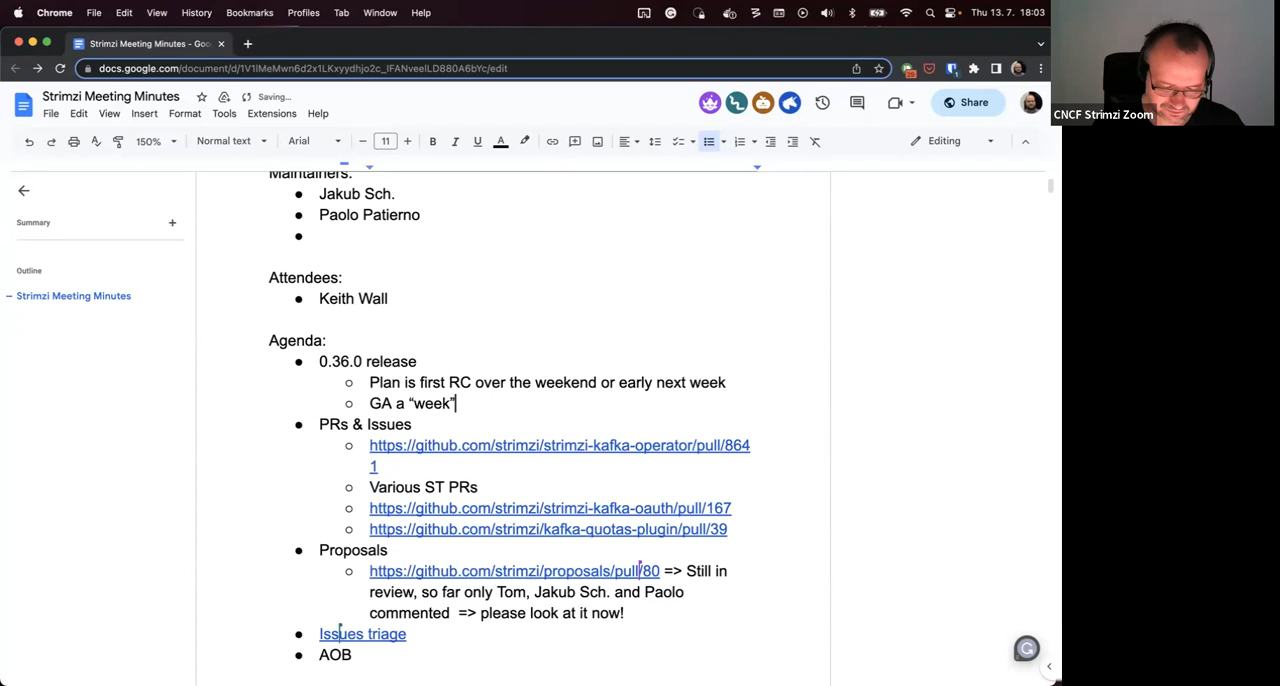 Chrome File Edit View History Bookmarks Profiles Tab Window Help Thu 13. 7. 18:03
Strimzi Meeting Minutes - Goo
docs.google.com/document/d/1V1lMeMwn6d2x1LKxyydhjo2c_IFANveelLD880A6bYc/edit
Strimzi Meeting Minutes Saving...
File Edit View Insert Format Tools Extensions Help
Share
150% Normal text Arial 11 Editing
Maintainers:
Jakub Sch.
Paolo Patierno
Attendees:
Keith Wall
Agenda:
0.36.0 release
Plan is first RC over the weekend or early next week
GA a “week”
PRs & Issues
https://github.com/strimzi/strimzi-kafka-operator/pull/864
1
Various ST PRs
https://github.com/strimzi/strimzi-kafka-oauth/pull/167
https://github.com/strimzi/kafka-quotas-plugin/pull/39
Proposals
https://github.com/strimzi/proposals/pull/80 => Still in
review, so far only Tom, Jakub Sch. and Paolo
commented => please look at it now!
Issues triage
AOB
Summary
Outline
Strimzi Meeting Minutes
CNCF Strimzi Zoom